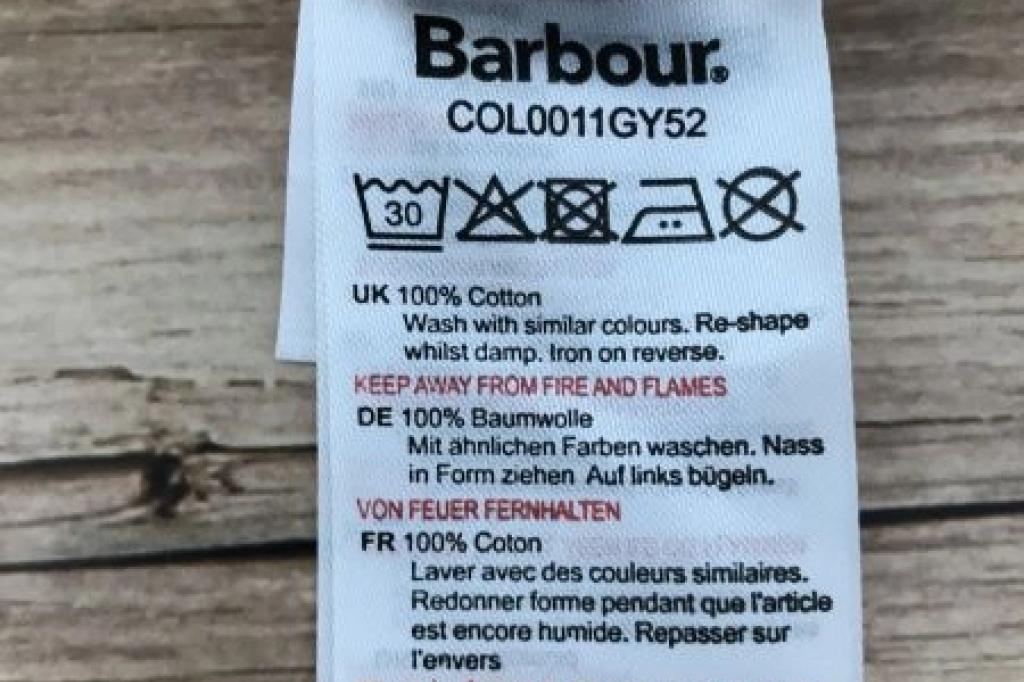 Barbour®
COL0011GY52
30
UK 100% Cotton
Wash with similar colours. Re-shape
whilst damp. Iron on reverse.
KEEP AWAY FROM FIRE AND FLAMES
DE 100% Baumwolle
Mit ähnlichen Farben waschen. Nass
in Form ziehen Auf links bügeln.
VON FEUER FERNHALTEN
FR 100% Coton
Laver avec des couleurs similaires.
Redonner forme pendant que l'article
est encore humide. Repasser sur
l'envers